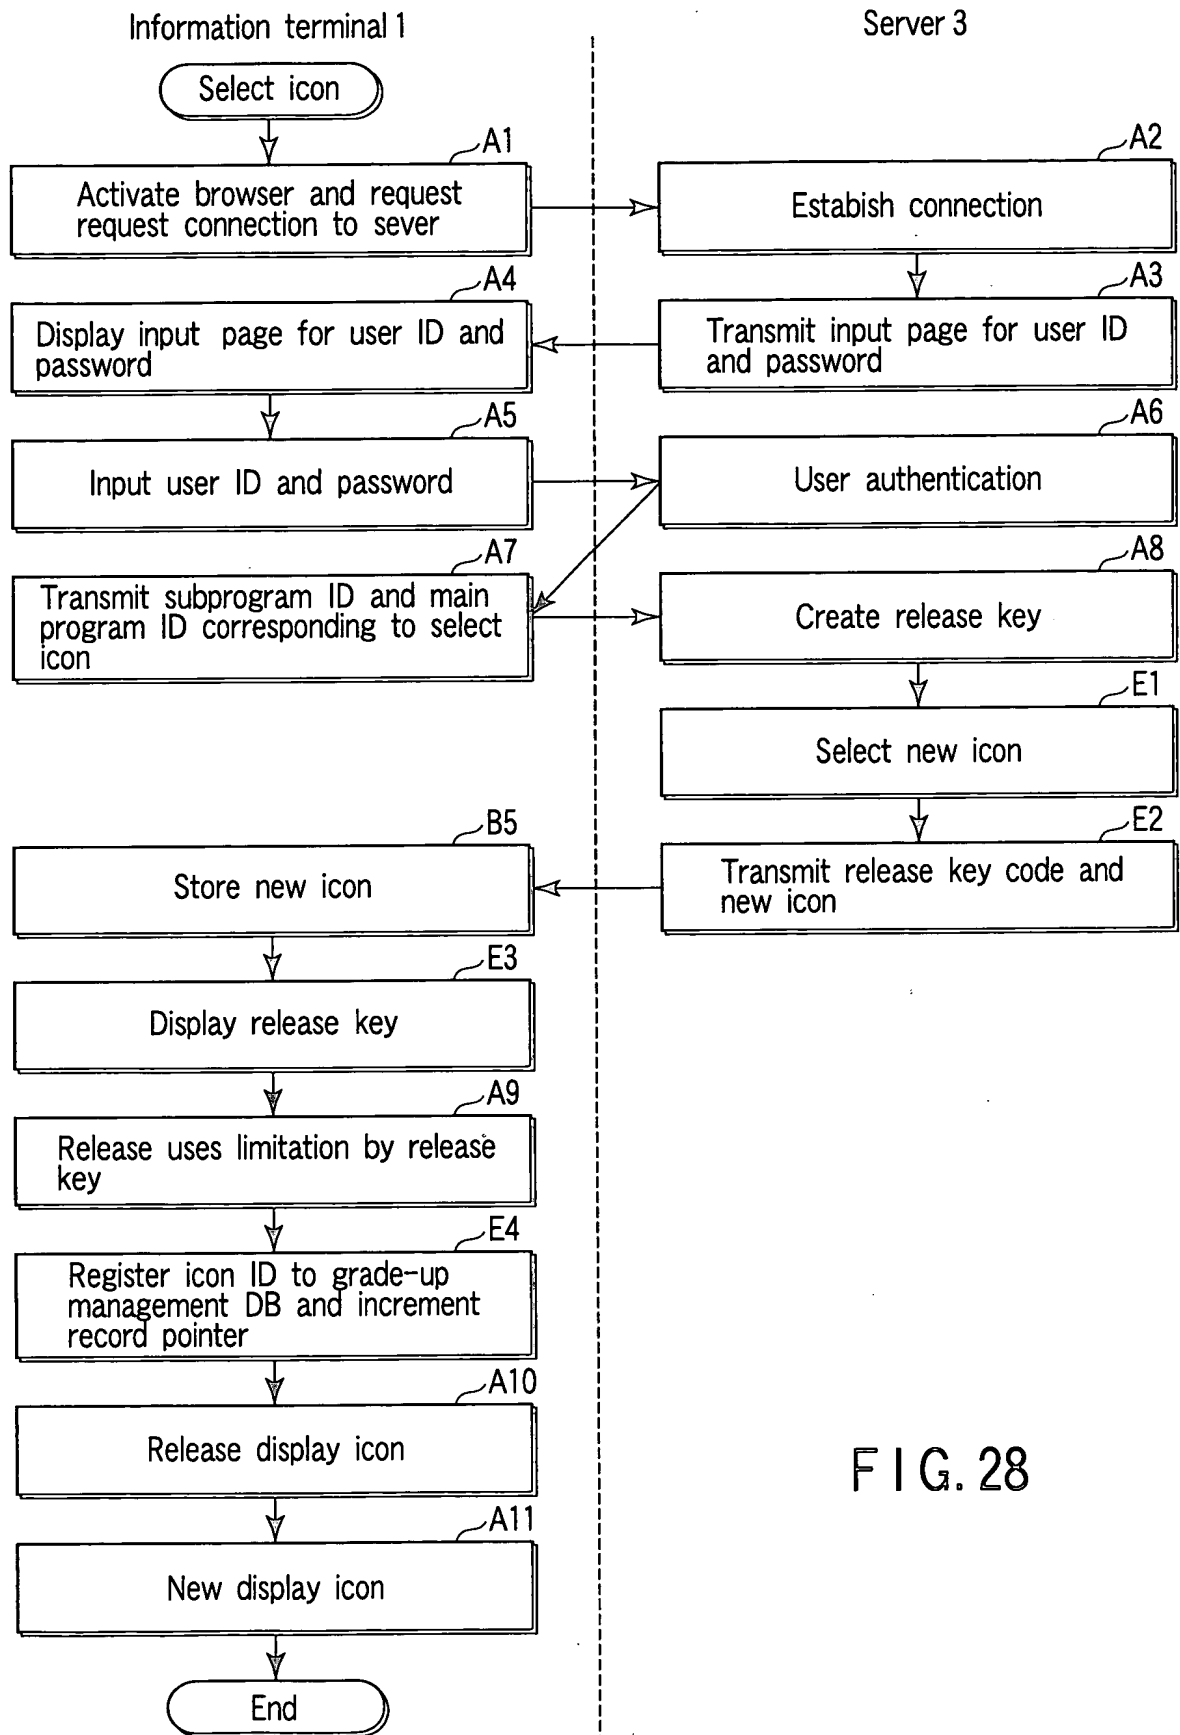 Information terminal 1
Server 3
Select icon
A1
Activate browser and request
request connection to sever
A2
Estabish connection
A3
Transmit input page for user ID
and password
A4
Display input page for user ID and
password
A5
Input user ID and password
A6
User authentication
A7
Transmit subprogram ID and main
program ID corresponding to select
icon
A8
Create release key
E1
Select new icon
E2
Transmit release key code and
new icon
B5
Store new icon
E3
Display release key
A9
Release uses limitation by release
key
E4
Register icon ID to grade-up
management DB and increment
record pointer
A10
Release display icon
A11
New display icon
End
FIG. 28